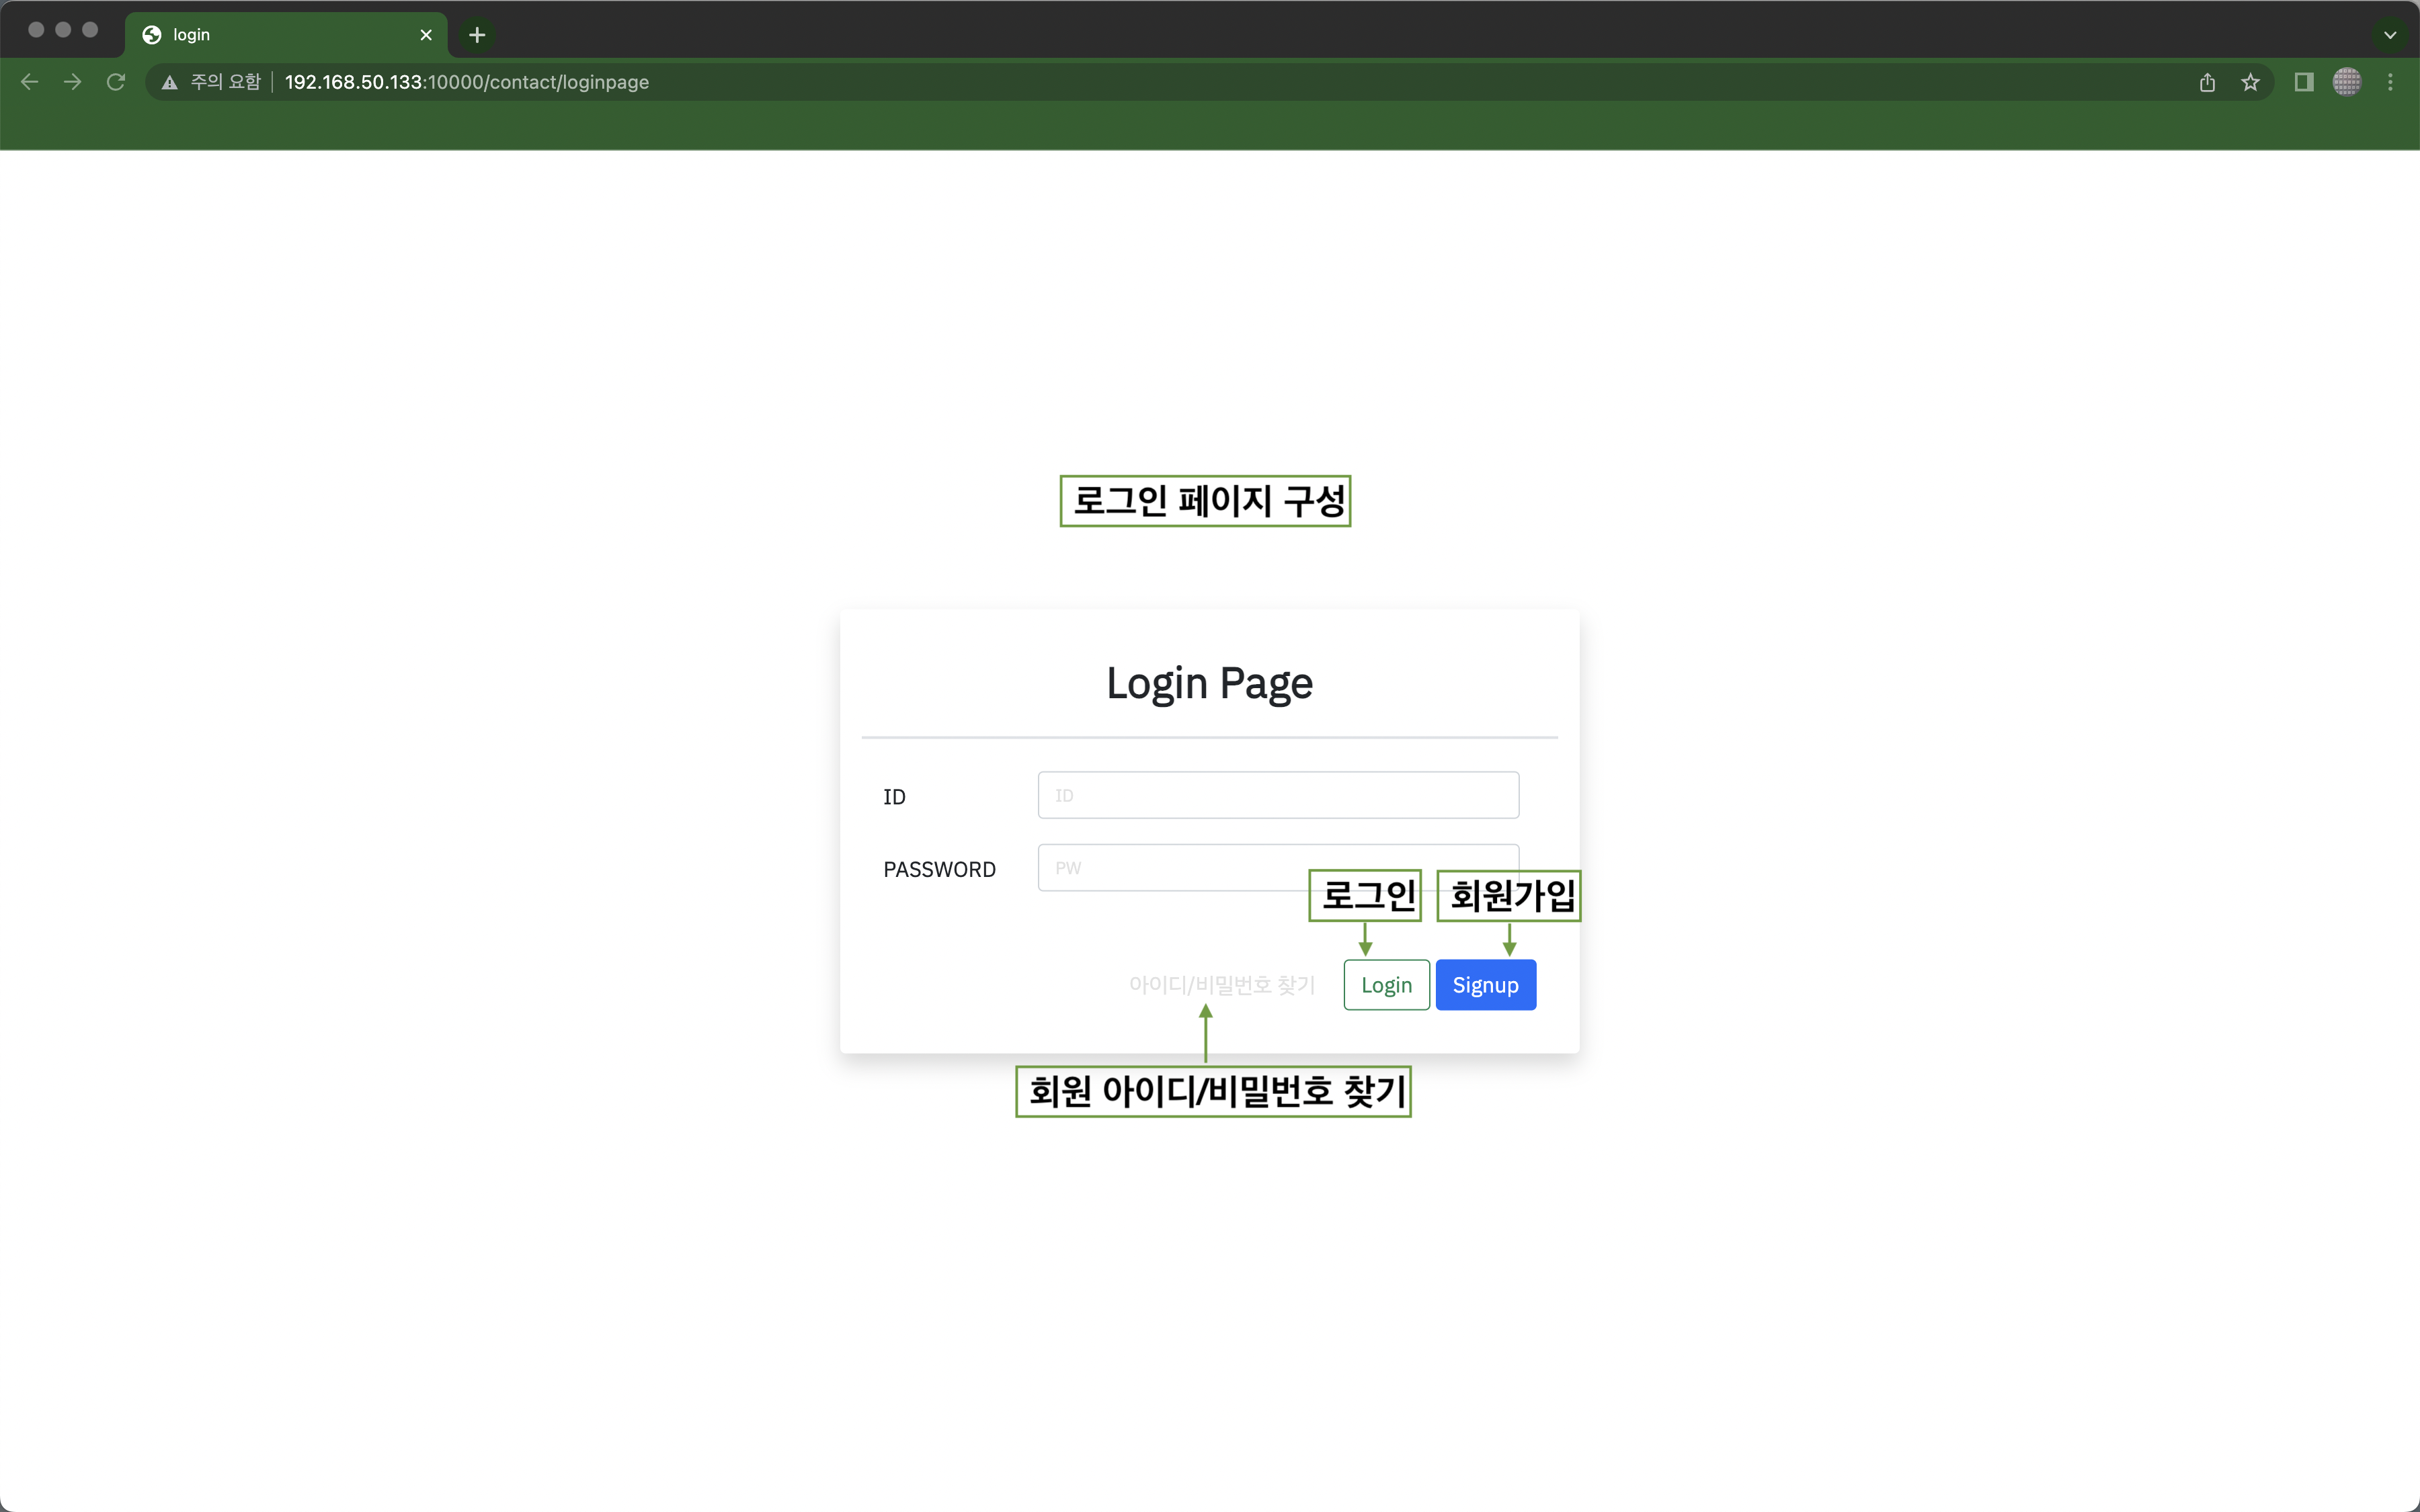 login
주의 요함 192.168.50.133:10000/contact/loginpage
로그인 페이지 구성
Login Page
ID ID
PASSWORD PW
로그인 회원가입
아이디/비밀번호 찾기 Login Signup
회원 아이디/비밀번호 찾기